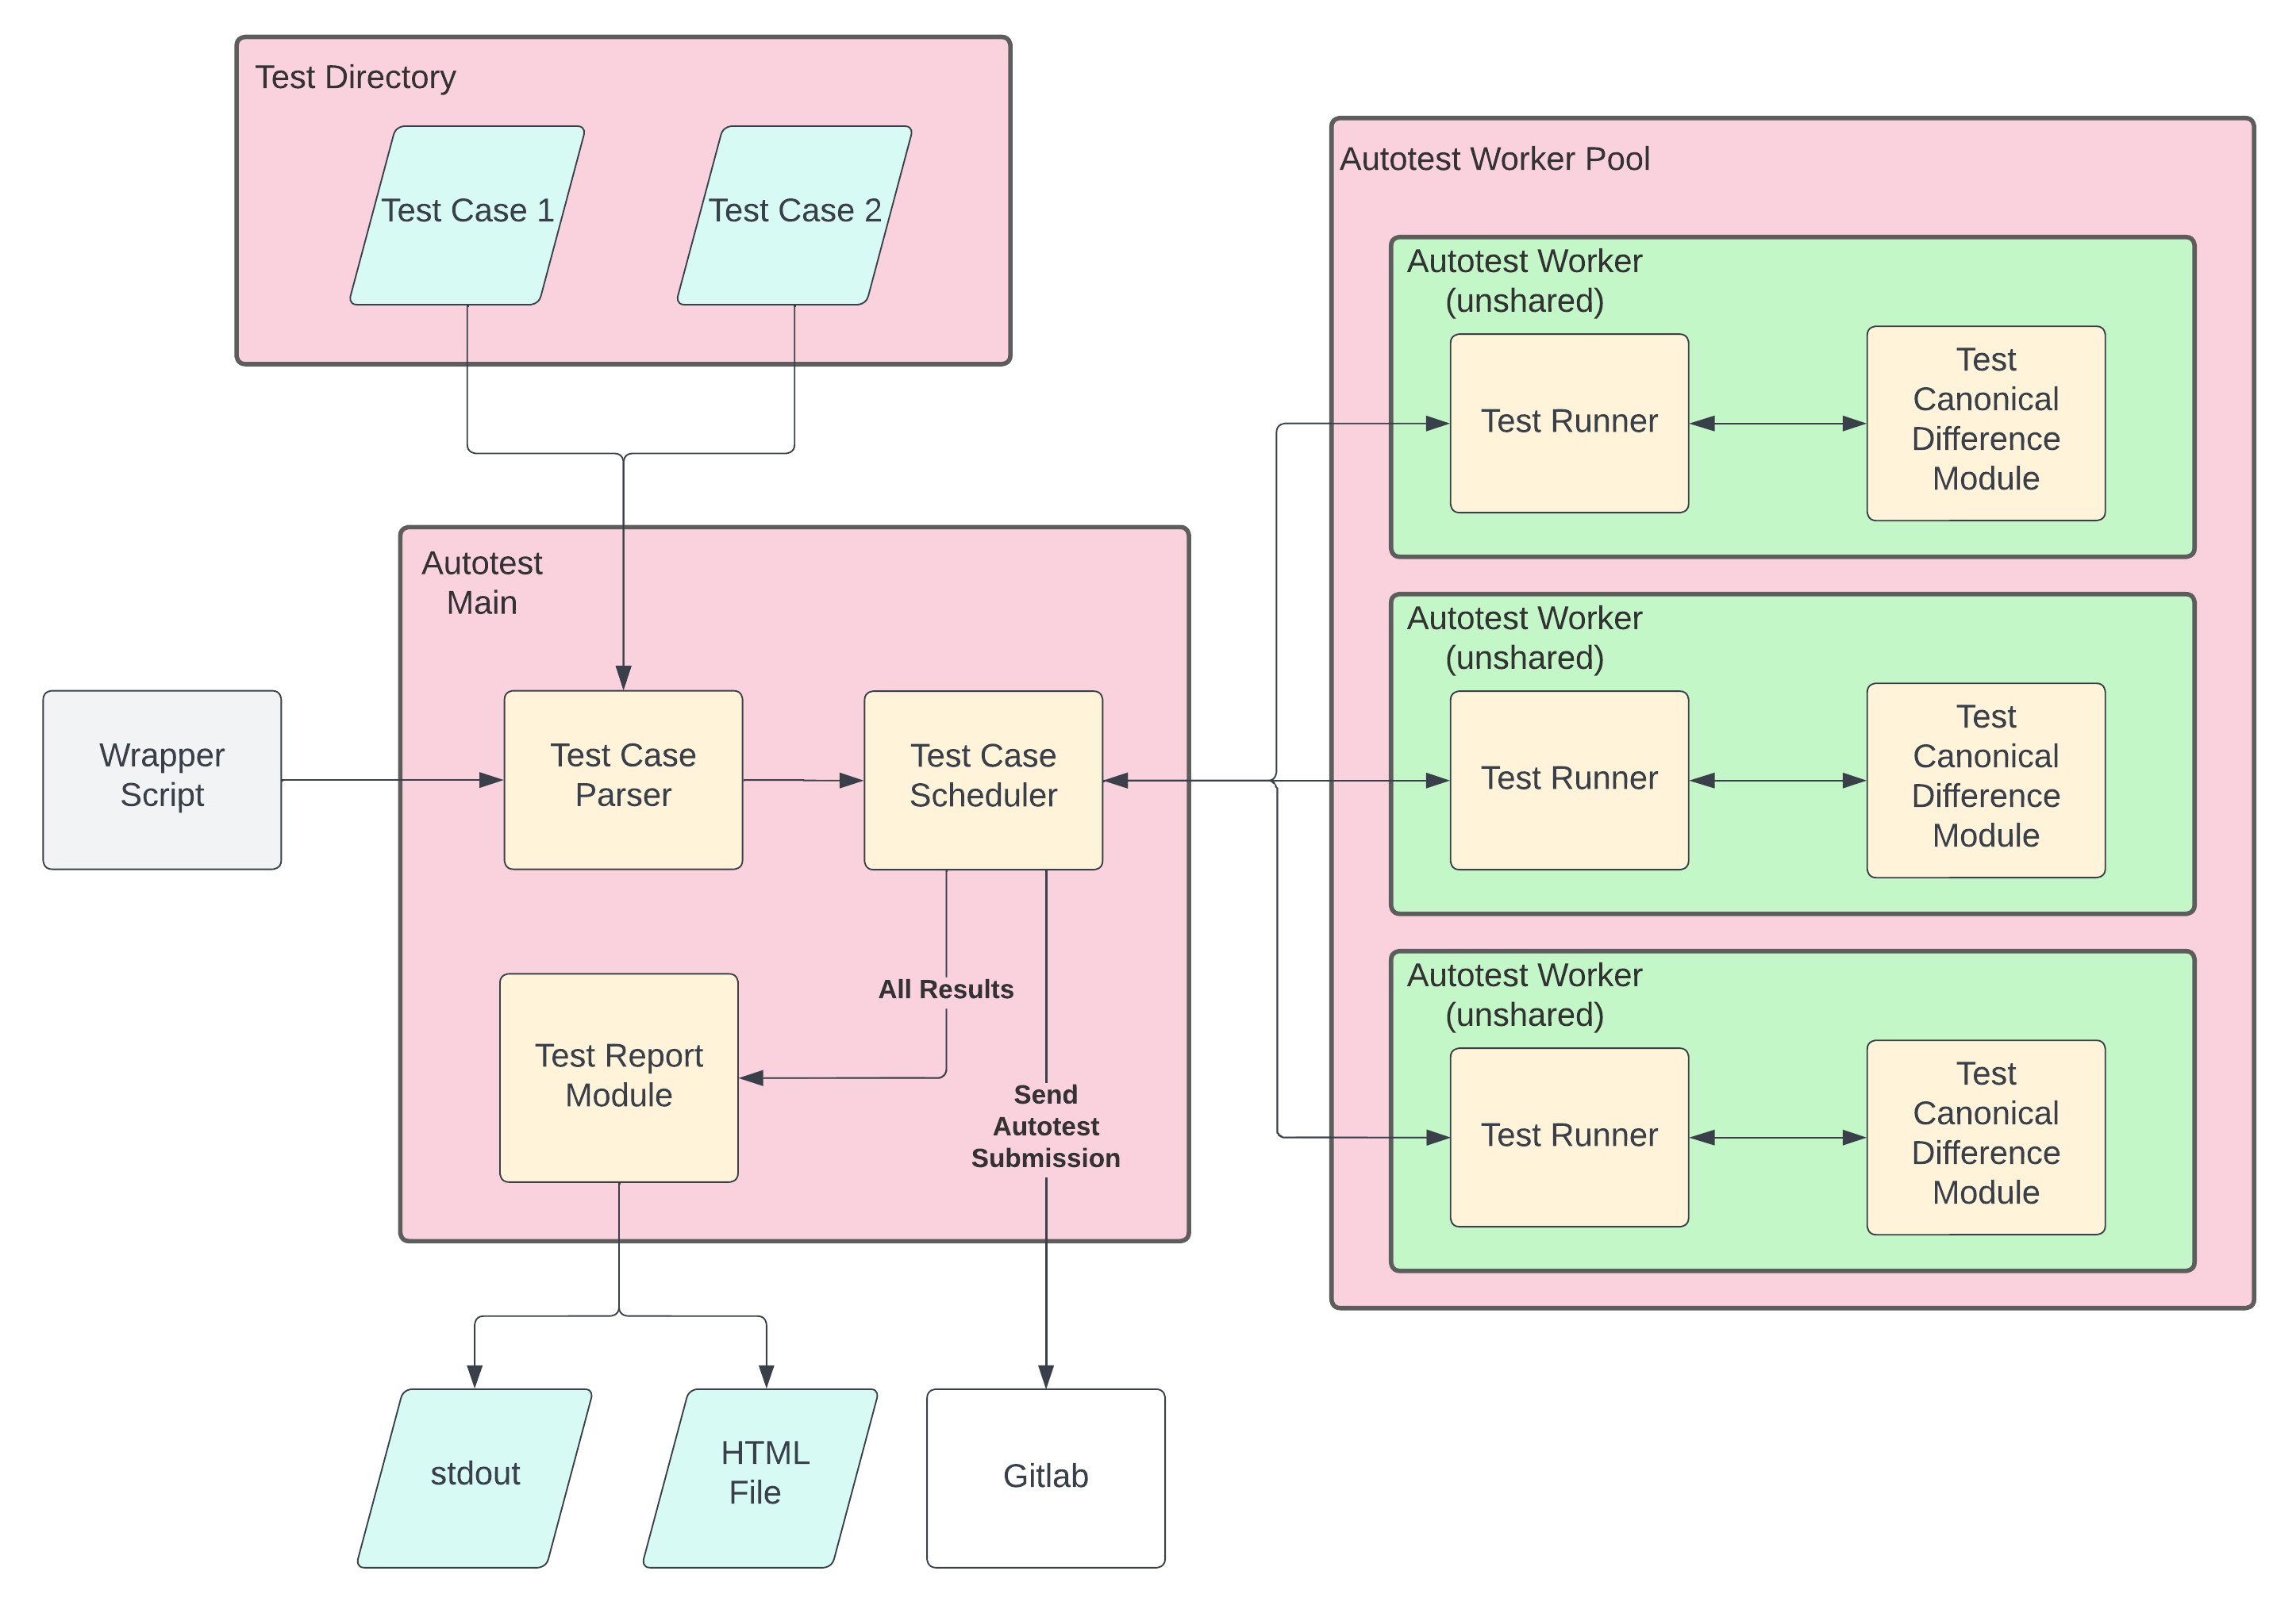 Test Directory
Test Case 1
Test Case 2
Autotest Worker Pool
Autotest Worker
(unshared)
Test Runner
Test
Canonical
Difference
Module
Autotest
Main
Autotest Worker
(unshared)
Wrapper
Script
Test Case
Parser
Test Case
Scheduler
Test Runner
Test
Canonical
Difference
Module
All Results
Test Report
Module
Send
Autotest
Submission
Autotest Worker
(unshared)
Test Runner
Test
Canonical
Difference
Module
stdout
HTML
File
Gitlab